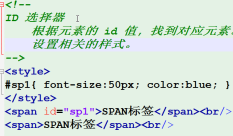 <!--
ID 选择器
根据元素的 id 值，找到对应元素，
设置相关的样式。
-->
<style>
#sp1{ font-size:50px; color:blue; }
</style>
<span id="sp1">SPAN标签</span><br/>
<span>SPAN标签</span><br/>